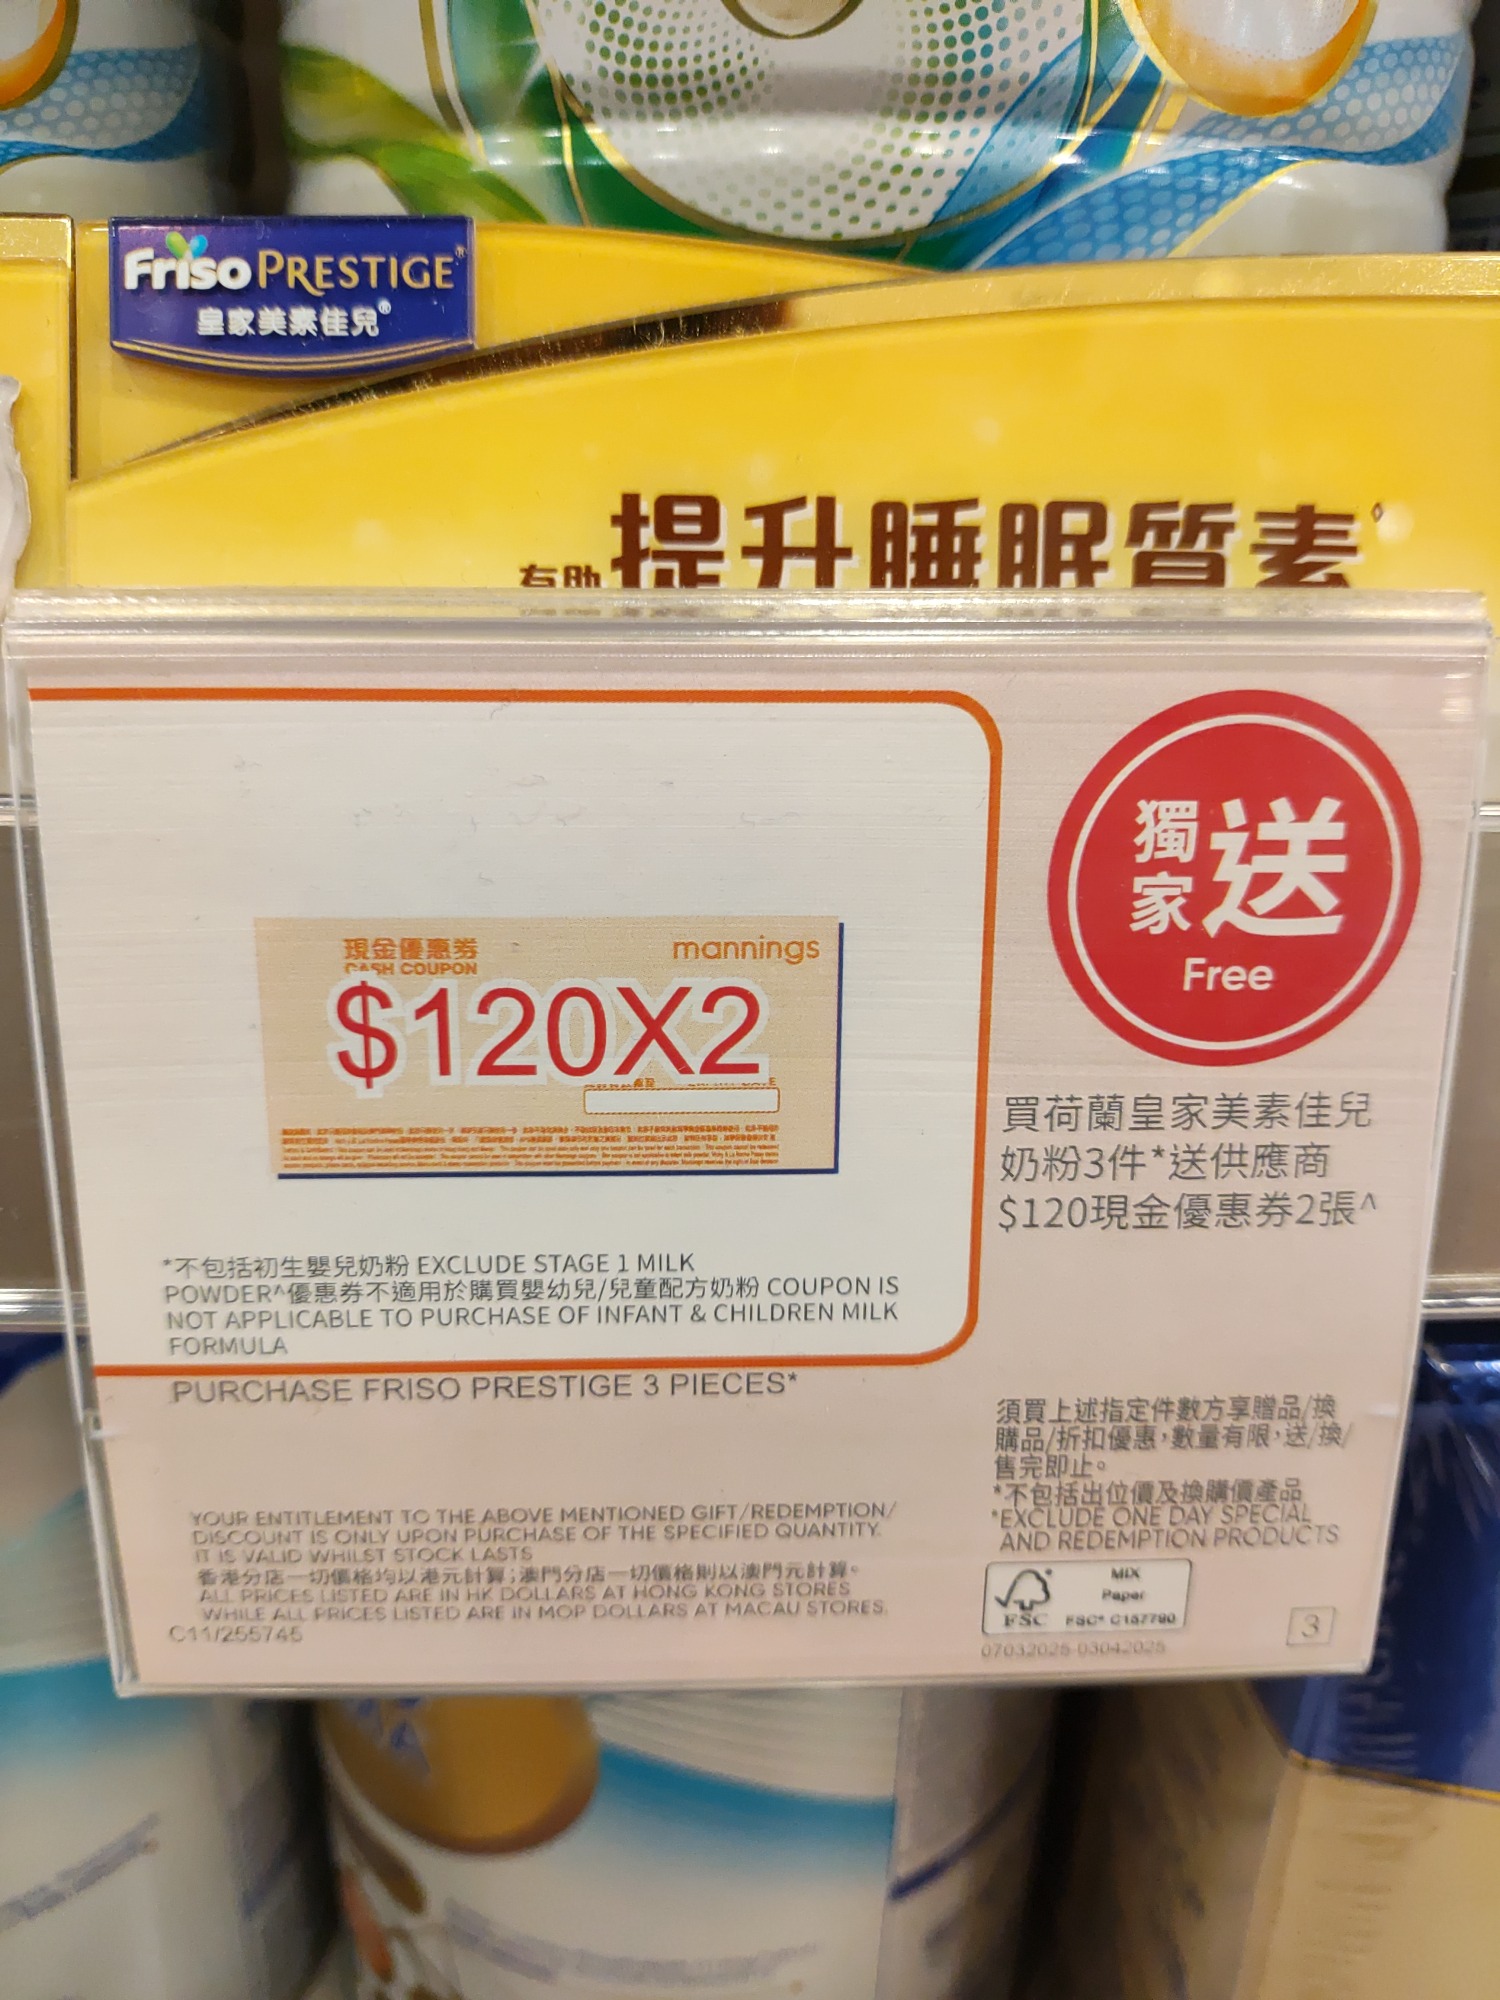 Friso PRESTIGE®
皇家美素佳兒®
有助提升睡眠質素◊
獨家送
Free
現金優惠券
mannings
CASH COUPON
$120X2
買荷蘭皇家美素佳兒
奶粉3件*送供應商
$120現金優惠券2張^
*不包括初生嬰兒奶粉 EXCLUDE STAGE 1 MILK
POWDER^優惠券不適用於購買嬰幼兒/兒童配方奶粉 COUPON IS
NOT APPLICABLE TO PURCHASE OF INFANT & CHILDREN MILK
FORMULA
PURCHASE FRISO PRESTIGE 3 PIECES*
須買上述指定件數方享贈品/換
購品/折扣優惠，數量有限，送/換/
售完即止。
*不包括出位價及換購價產品
*EXCLUDE ONE DAY SPECIAL
AND REDEMPTION PRODUCTS
YOUR ENTITLEMENT TO THE ABOVE MENTIONED GIFT/REDEMPTION/
DISCOUNT IS ONLY UPON PURCHASE OF THE SPECIFIED QUANTITY.
IT IS VALID WHILST STOCK LASTS
香港分店一切價格均以港元計算；澳門分店一切價格則以澳門元計算。
ALL PRICES LISTED ARE IN HK DOLLARS AT HONG KONG STORES
WHILE ALL PRICES LISTED ARE IN MOP DOLLARS AT MACAU STORES.
C11/255745
MIX
Paper
FSC
FSC® C157790
07032025-03042025
3